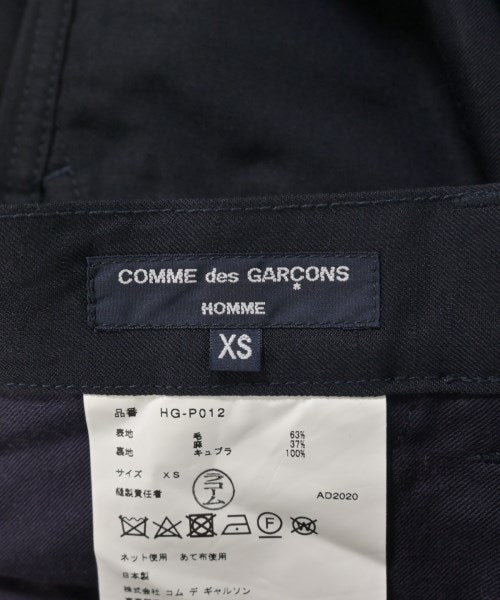 COMME des GARÇONS
HOMME
XS
品番 HG-P012
表地 毛 63%
麻 37%
裏地 キュプラ 100%
サイズ XS
縫製責任者 AD2020
ネット使用 あて布使用
日本製
株式会社 コム デ ギャルソン